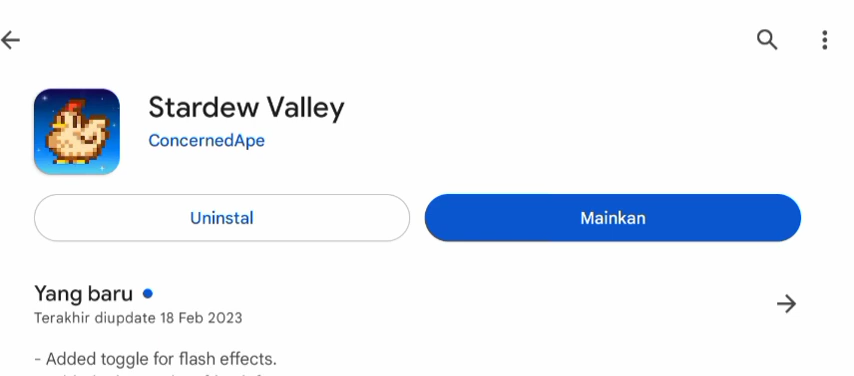 Stardew Valley
ConcernedApe
Uninstal
Mainkan
Yang baru
Terakhir diupdate 18 Feb 2023
- Added toggle for flash effects.